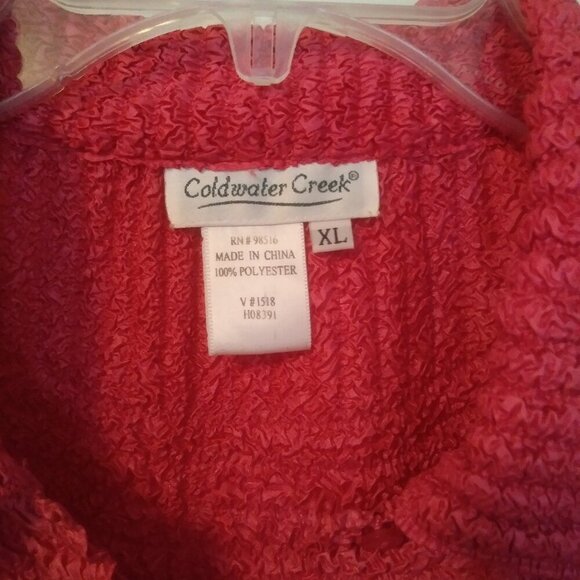 Coldwater Creek®
XL
RN # 98516
MADE IN CHINA
100% POLYESTER
V #1518
H08391